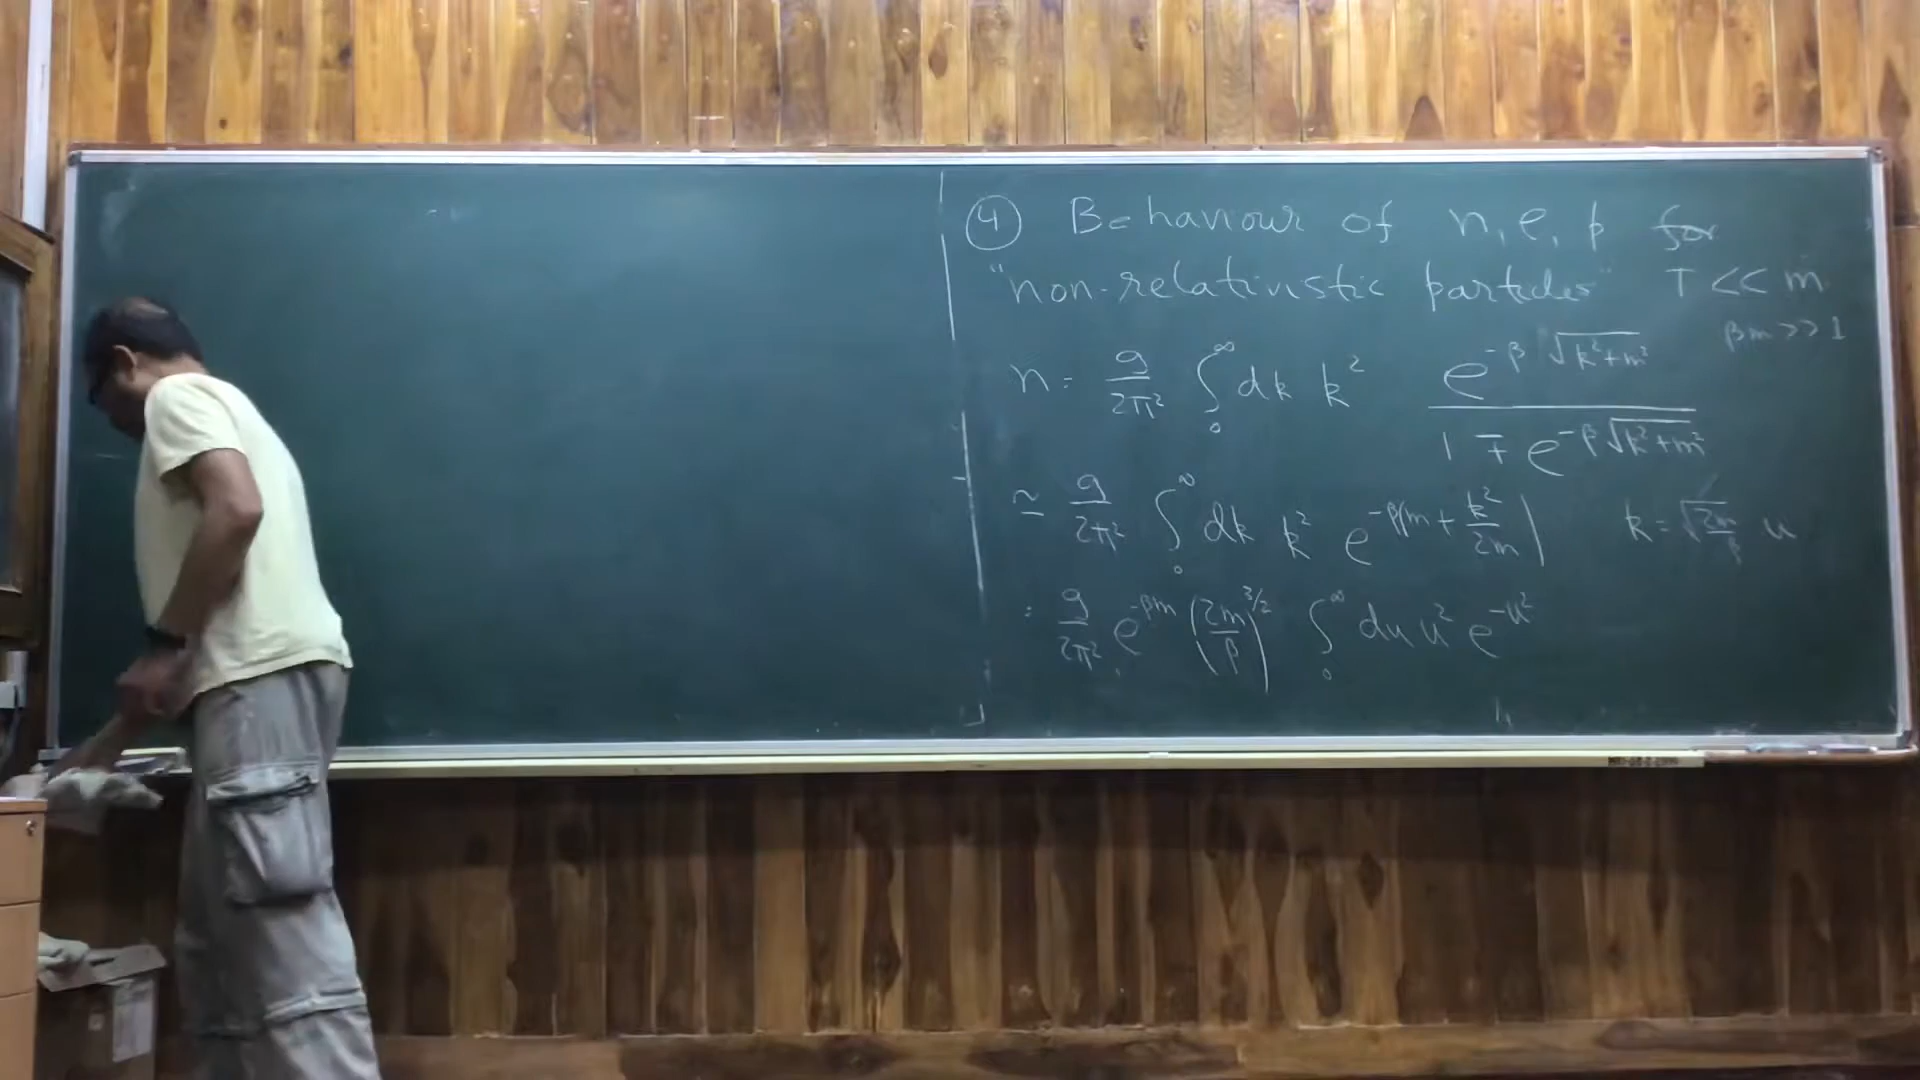 ④ Behaviour of n, e, p for
"non-relativistic particles" T << m
βm >> 1
n = g/2π² ∫₀^∞ dk k² e^{-β√(k²+m²)} / (1 ∓ e^{-β√(k²+m²)})
≃ g/2π² ∫₀^∞ dk k² e^{-β(m + k²/2m)} k = √(2m/β) u
= g/2π² e^{-βm} (2m/β)^{3/2} ∫₀^∞ du u² e^{-u²}